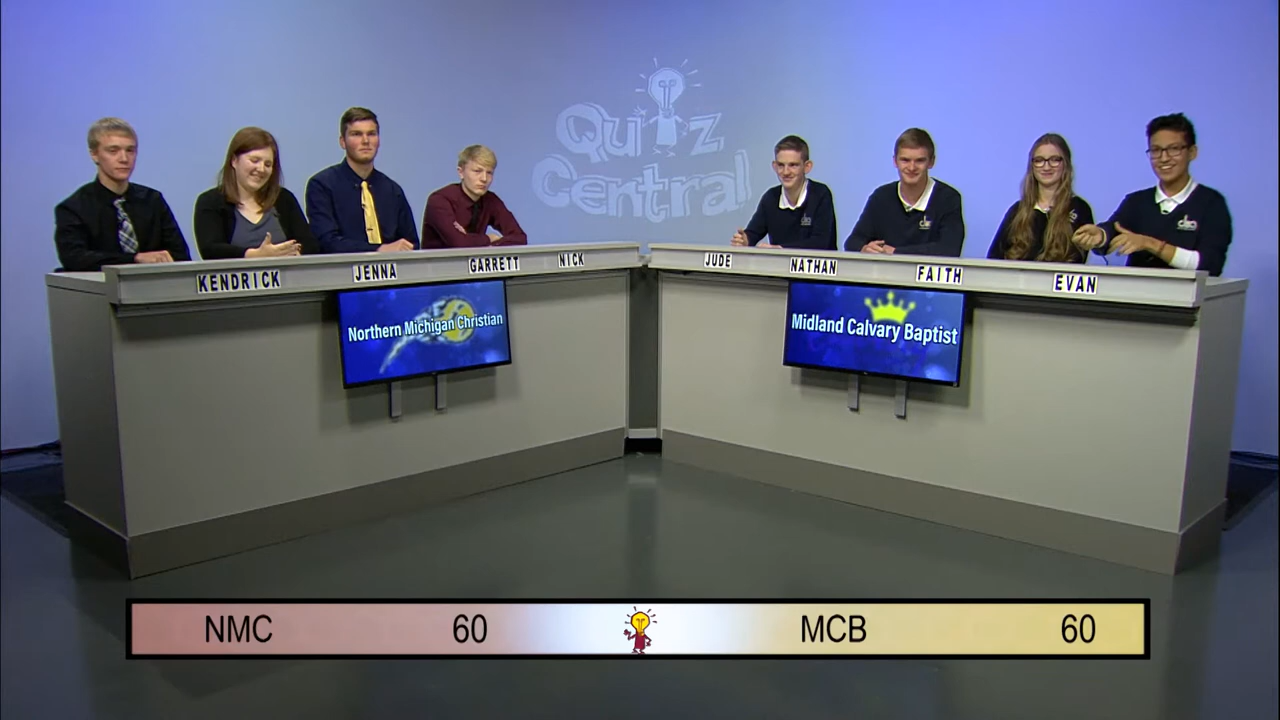 Quiz
Central
KENDRICK
JENNA
GARRETT
NICK
JUDE
NATHAN
FAITH
EVAN
Northern Michigan Christian
Midland Calvary Baptist
NMC 60 MCB 60